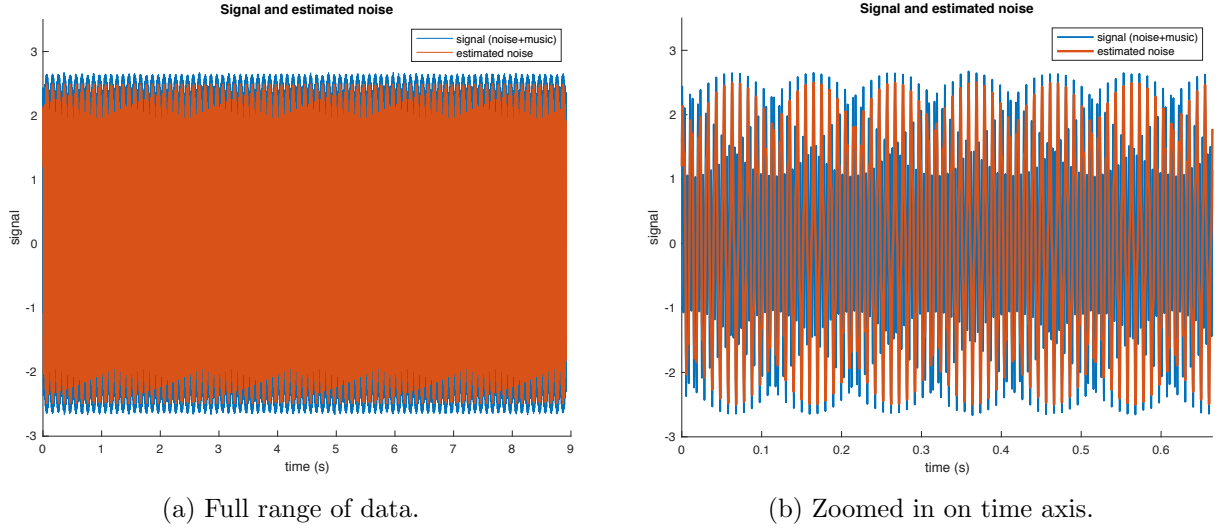 Signal and estimated noise
signal (noise+music)
estimated noise
3
2
1
0
-1
-2
-3
signal
0
1
2
3
4
5
6
7
8
9
time (s)
(a) Full range of data.
Signal and estimated noise
signal (noise+music)
estimated noise
3
2
1
0
-1
-2
-3
signal
0
0.1
0.2
0.3
0.4
0.5
0.6
time (s)
(b) Zoomed in on time axis.